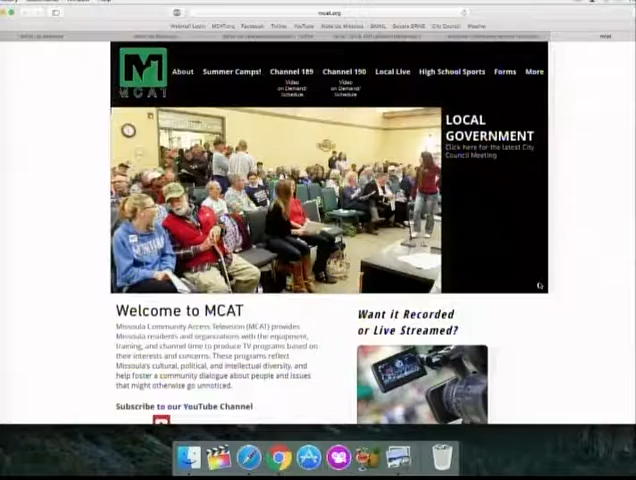 mcat.org
Webmail Login MCAT.org Facebook Twitter YouTube
City Council Weather
mcat
M
MCAT
About Summer Camps! Channel 189 Channel 190 Local Live High School Sports Forms More
Video on Demand/ Schedule
Video on Demand/ Schedule
LOCAL
GOVERNMENT
Click here for the latest City
Council Meeting
Welcome to MCAT
Missoula Community Access Television (MCAT) provides
Missoula residents and organizations with the equipment,
training, and channel time to produce TV programs based on
their interests and concerns. These programs reflect
Missoula's cultural, political, and intellectual diversity, and
help foster a community dialogue about people and issues
that might otherwise go unnoticed.
Subscribe to our YouTube Channel
Want it Recorded
or Live Streamed?